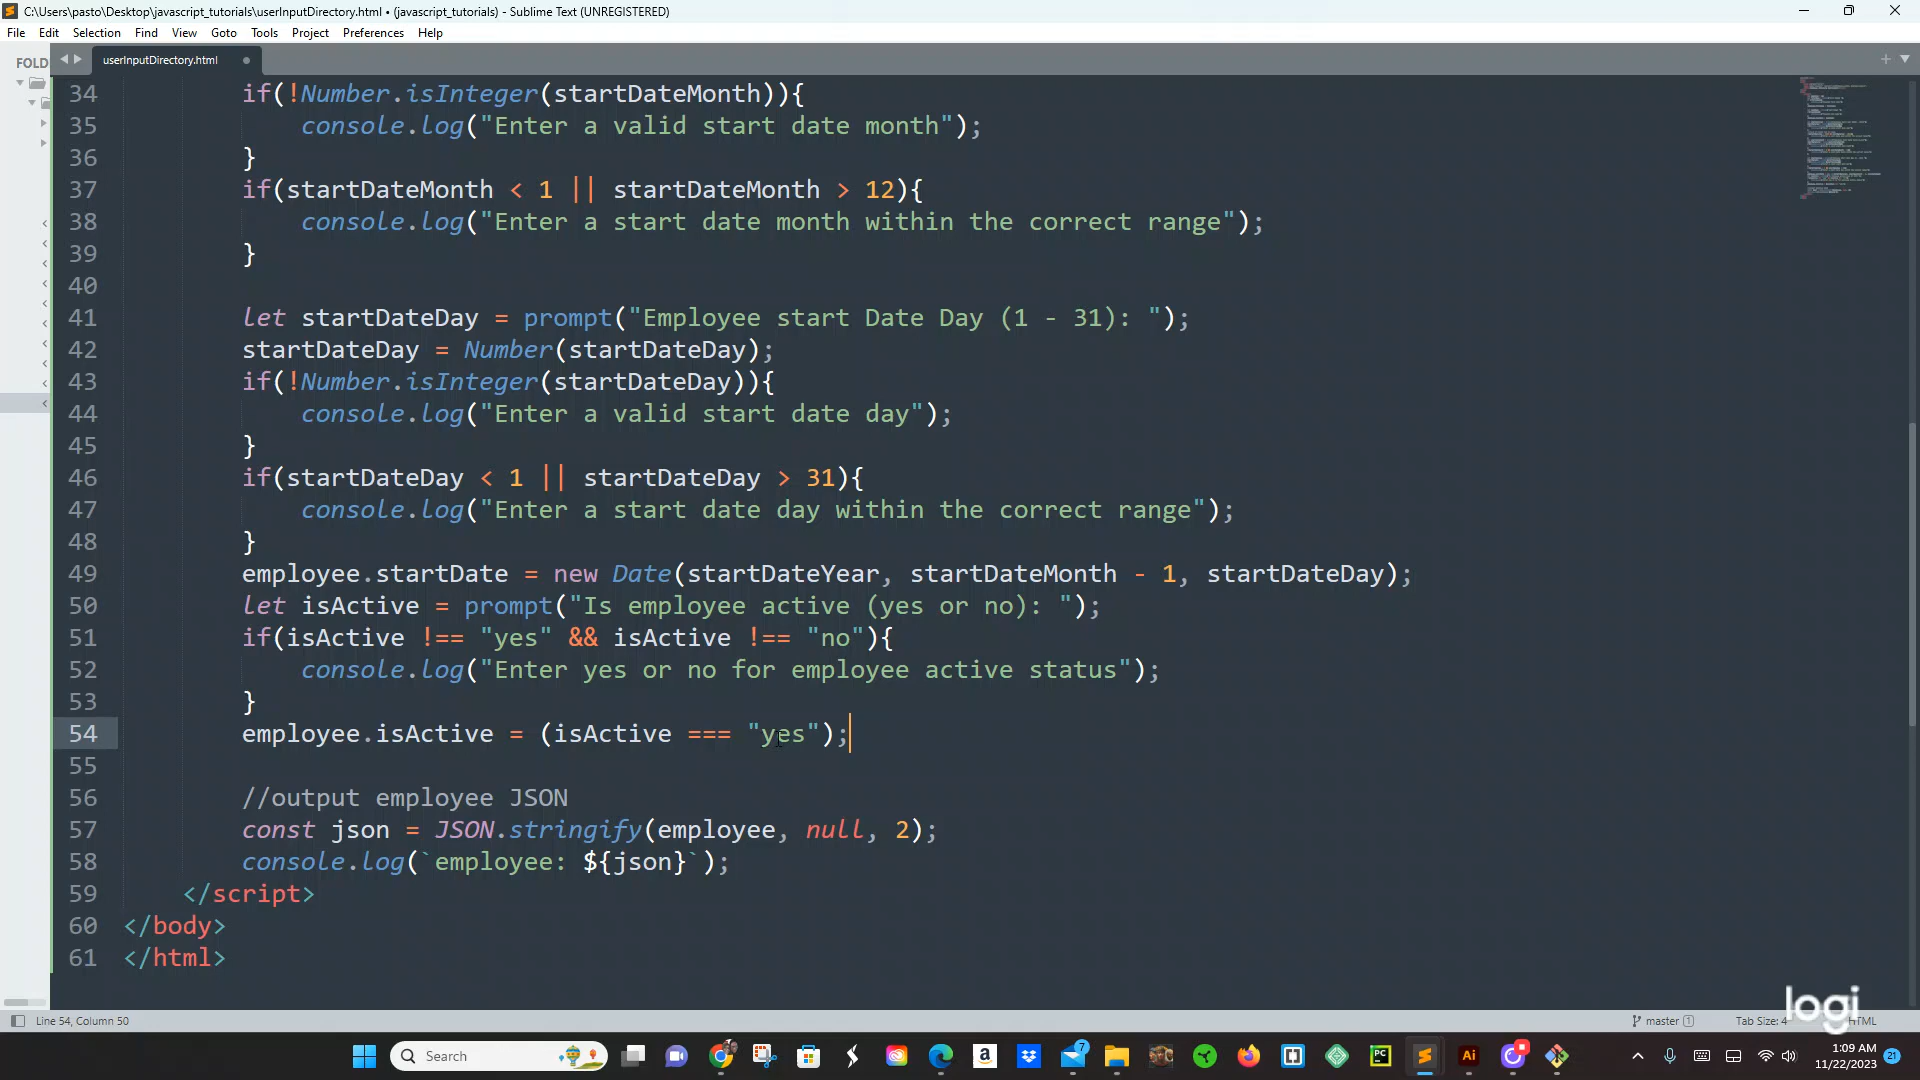 C:\Users\pasto\Desktop\javascript_tutorials\userInputDirectory.html • (javascript_tutorials) - Sublime Text (UNREGISTERED)
File Edit Selection Find View Goto Tools Project Preferences Help
FOLD
userInputDirectory.html
34 if(!Number.isInteger(startDateMonth)){
35 console.log("Enter a valid start date month");
36 }
37 if(startDateMonth < 1 || startDateMonth > 12){
38 console.log("Enter a start date month within the correct range");
39 }
40
41 let startDateDay = prompt("Employee start Date Day (1 - 31): ");
42 startDateDay = Number(startDateDay);
43 if(!Number.isInteger(startDateDay)){
44 console.log("Enter a valid start date day");
45 }
46 if(startDateDay < 1 || startDateDay > 31){
47 console.log("Enter a start date day within the correct range");
48 }
49 employee.startDate = new Date(startDateYear, startDateMonth - 1, startDateDay);
50 let isActive = prompt("Is employee active (yes or no): ");
51 if(isActive !== "yes" && isActive !== "no"){
52 console.log("Enter yes or no for employee active status");
53 }
54 employee.isActive = (isActive === "yes");
55
56 //output employee JSON
57 const json = JSON.stringify(employee, null, 2);
58 console.log(`employee: ${json}`);
59 </script>
60 </body>
61 </html>
logi
Line 54, Column 50 master 1 Tab Size: 4 HTML
Search 7 PC Ai 1:09 AM
11/22/2023 21